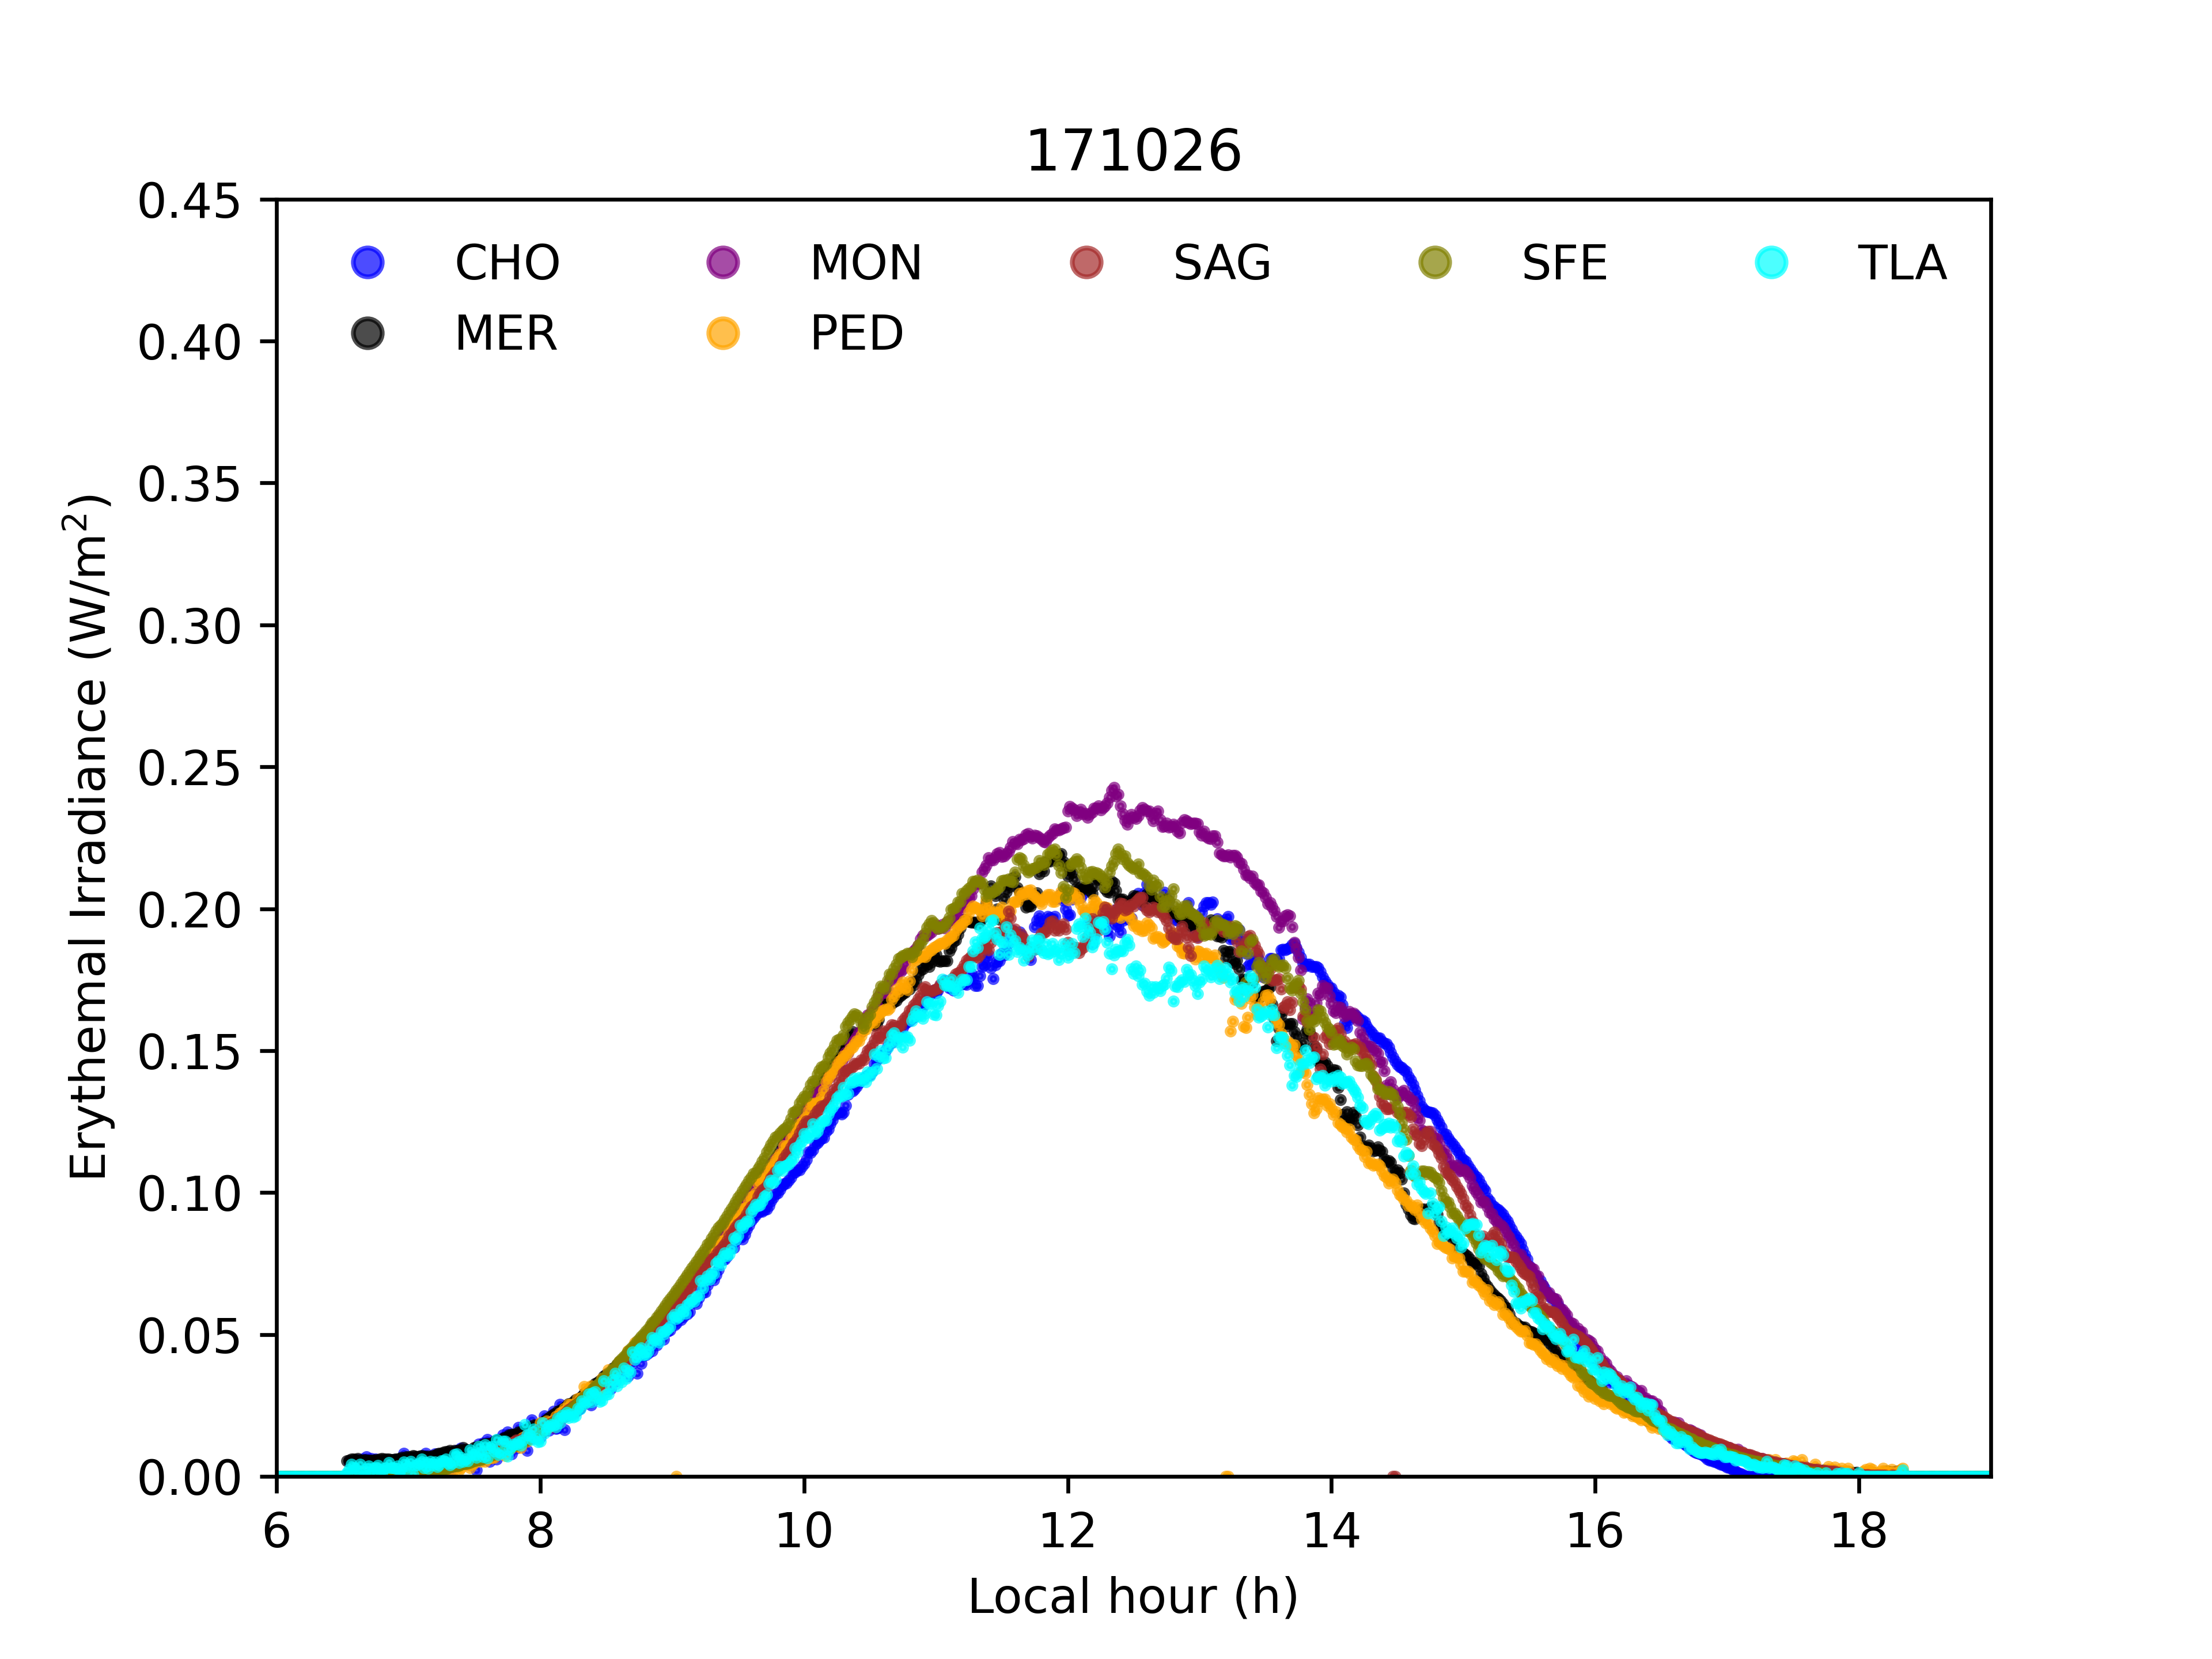 171026
0.45
0.40
0.35
0.30
0.25
0.20
0.15
0.10
0.05
0.00
Erythemal Irradiance (W/m²)
CHO MON SAG SFE TLA
MER PED
6 8 10 12 14 16 18
Local hour (h)